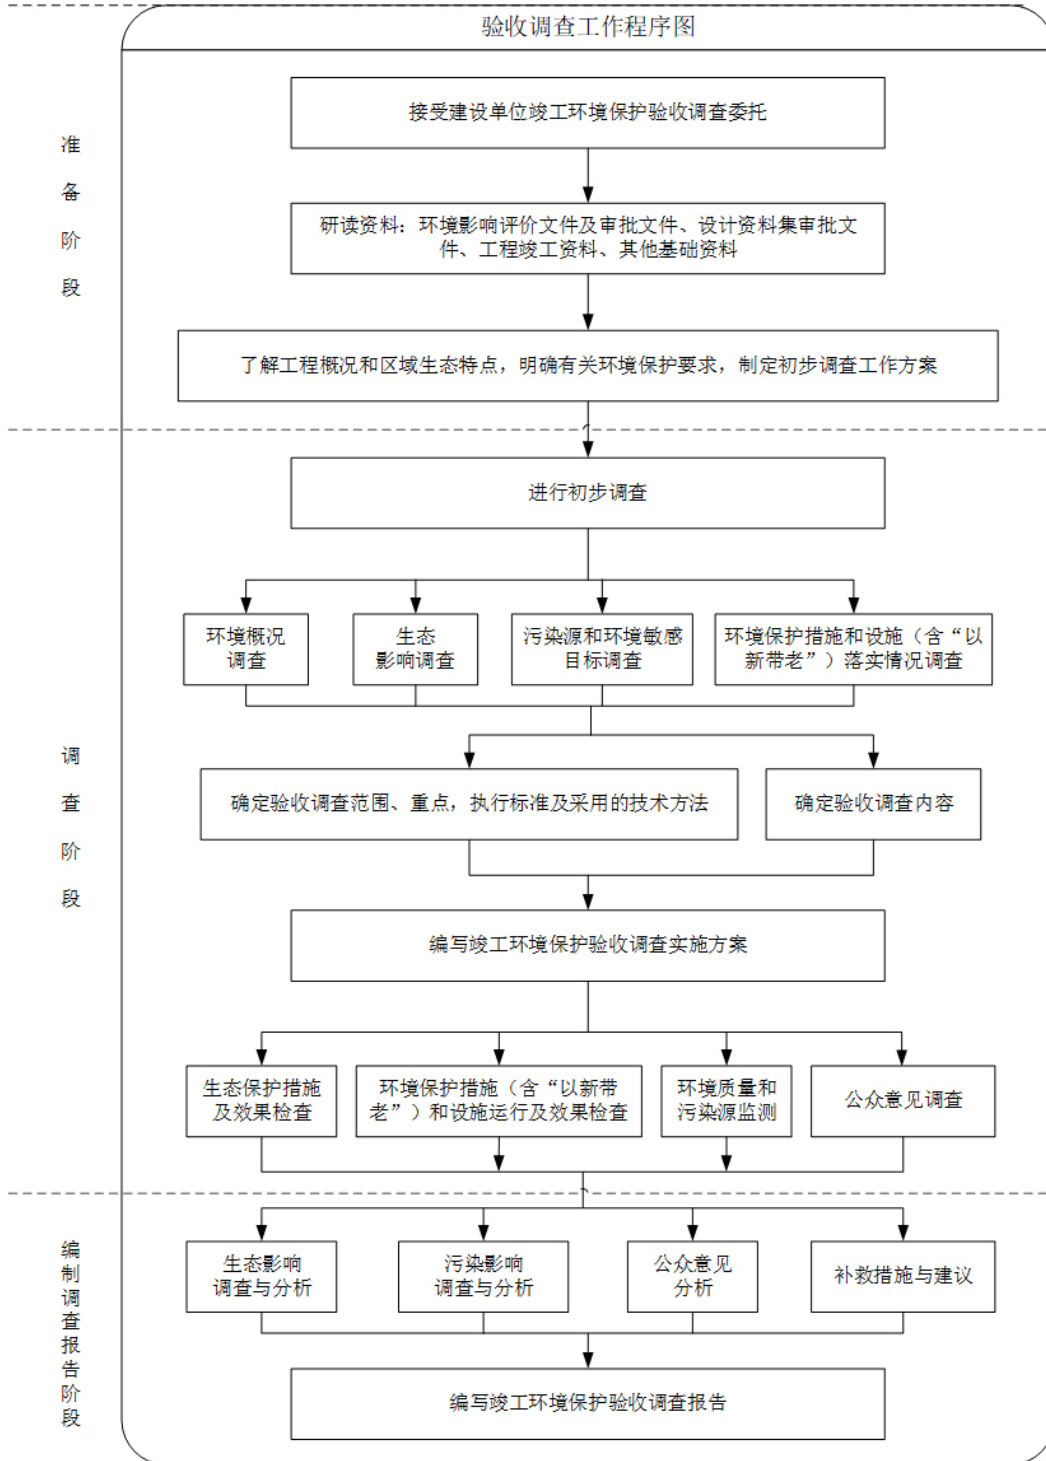 验收调查工作程序图
准备阶段
接受建设单位竣工环境保护验收调查委托
研读资料：环境影响评价文件及审批文件、设计资料集审批文
件、工程竣工资料、其他基础资料
了解工程概况和区域生态特点，明确有关环境保护要求，制定初步调查工作方案
调查阶段
进行初步调查
环境概况
调查
生态
影响调查
污染源和环境敏感
目标调查
环境保护措施和设施（含“以
新带老”）落实情况调查
确定验收调查范围、重点，执行标准及采用的技术方法
确定验收调查内容
编写竣工环境保护验收调查实施方案
生态保护措施
及效果检查
环境保护措施（含“以新带
老”）和设施运行及效果检查
环境质量和
污染源监测
公众意见调查
编制调查报告阶段
生态影响
调查与分析
污染影响
调查与分析
公众意见
分析
补救措施与建议
编写竣工环境保护验收调查报告